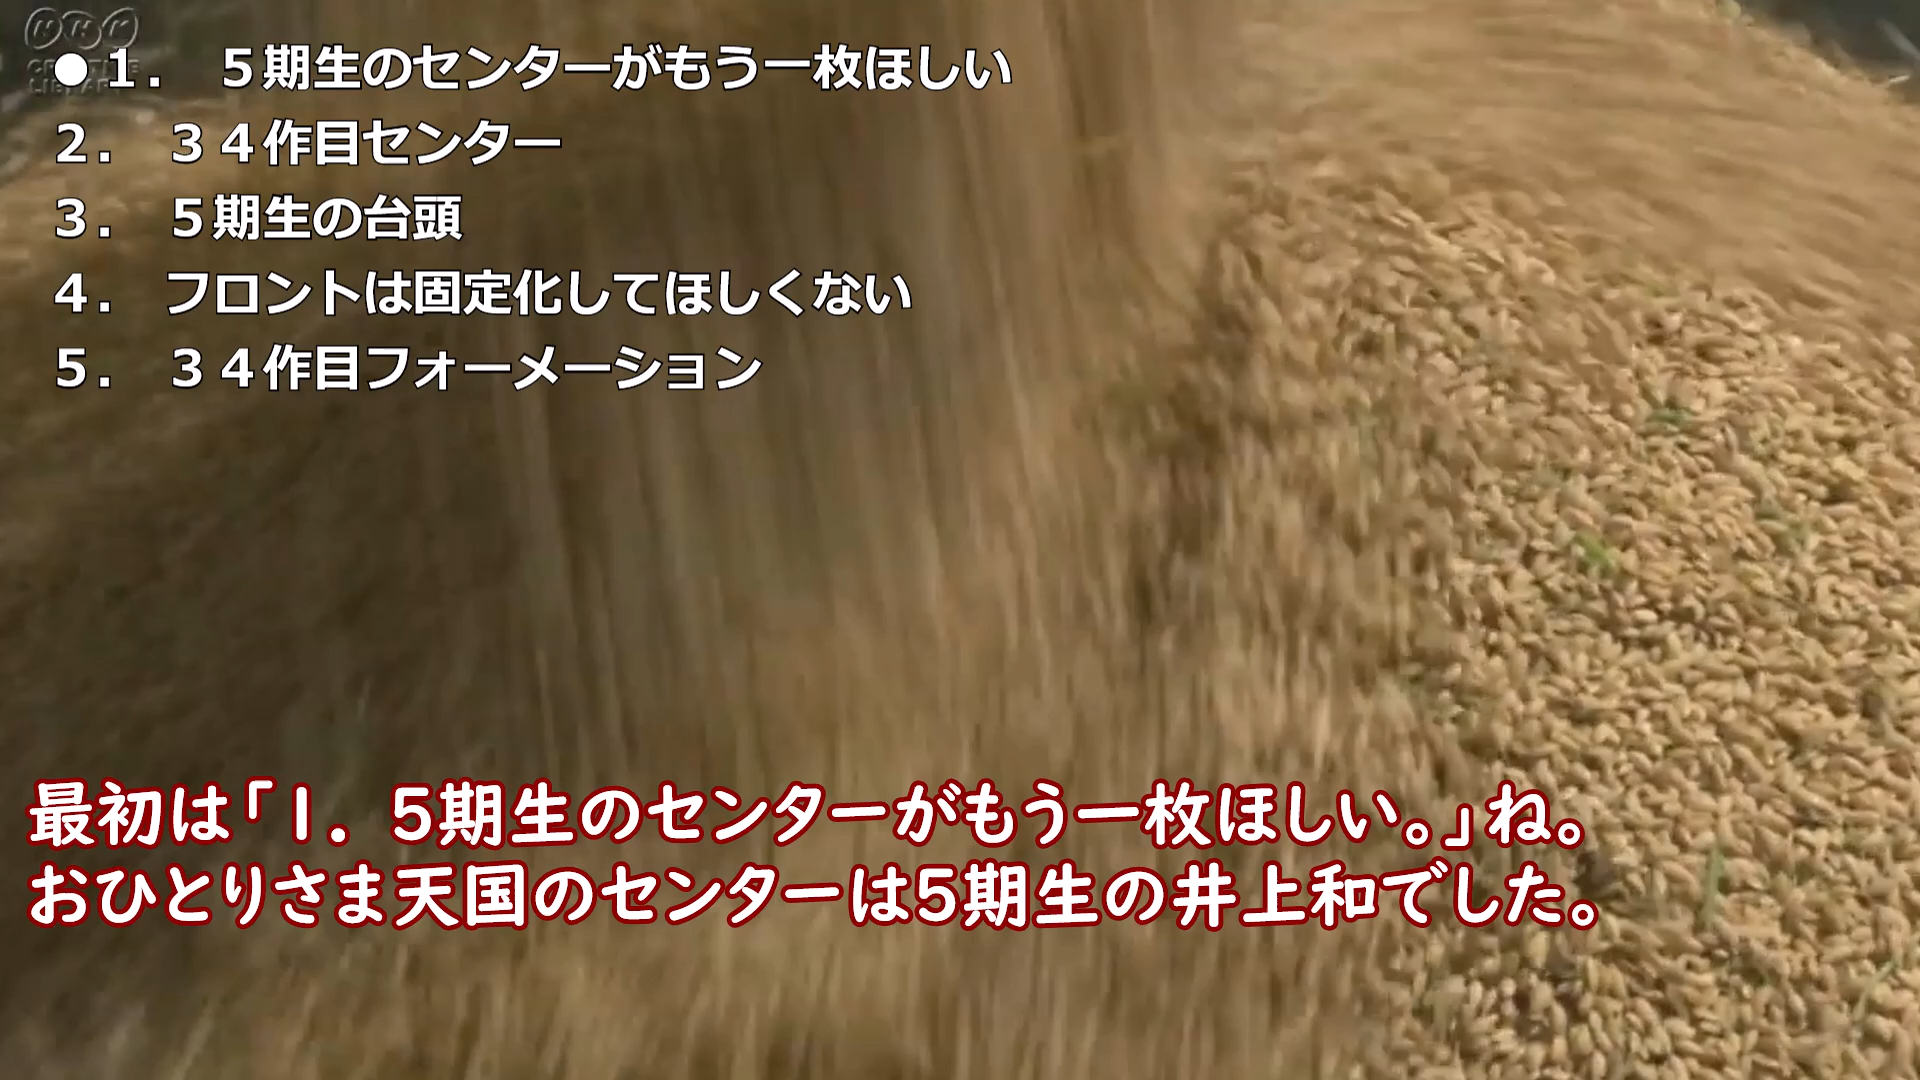 NHK
CREATIVE
LIBRARY
●１．　５期生のセンターがもう一枚ほしい
２．　３４作目センター
３．　５期生の台頭
４．　フロントは固定化してほしくない
５．　３４作目フォーメーション
最初は「１．５期生のセンターがもう一枚ほしい。」ね。
おひとりさま天国のセンターは５期生の井上和でした。